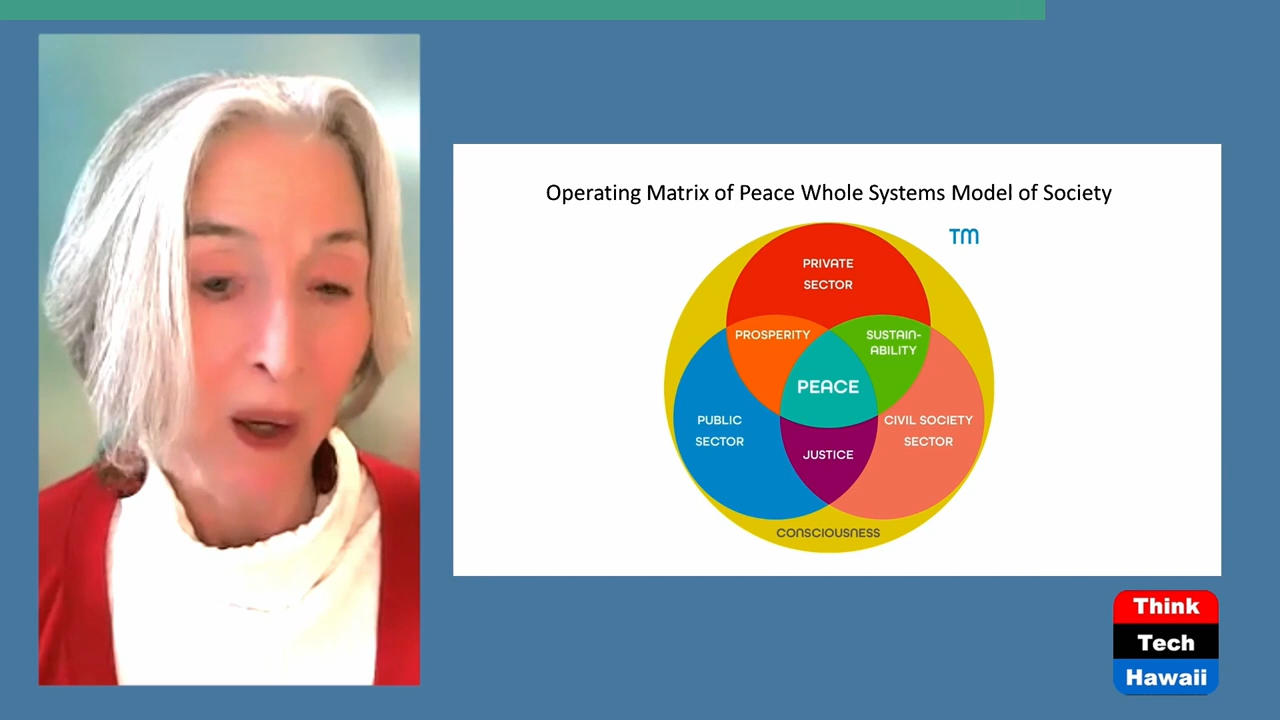 Operating Matrix of Peace Whole Systems Model of Society
TM
PRIVATE
SECTOR
PROSPERITY
SUSTAIN-
ABILITY
PEACE
PUBLIC
SECTOR
CIVIL SOCIETY
SECTOR
JUSTICE
CONSCIOUSNESS
Think
Tech
Hawaii